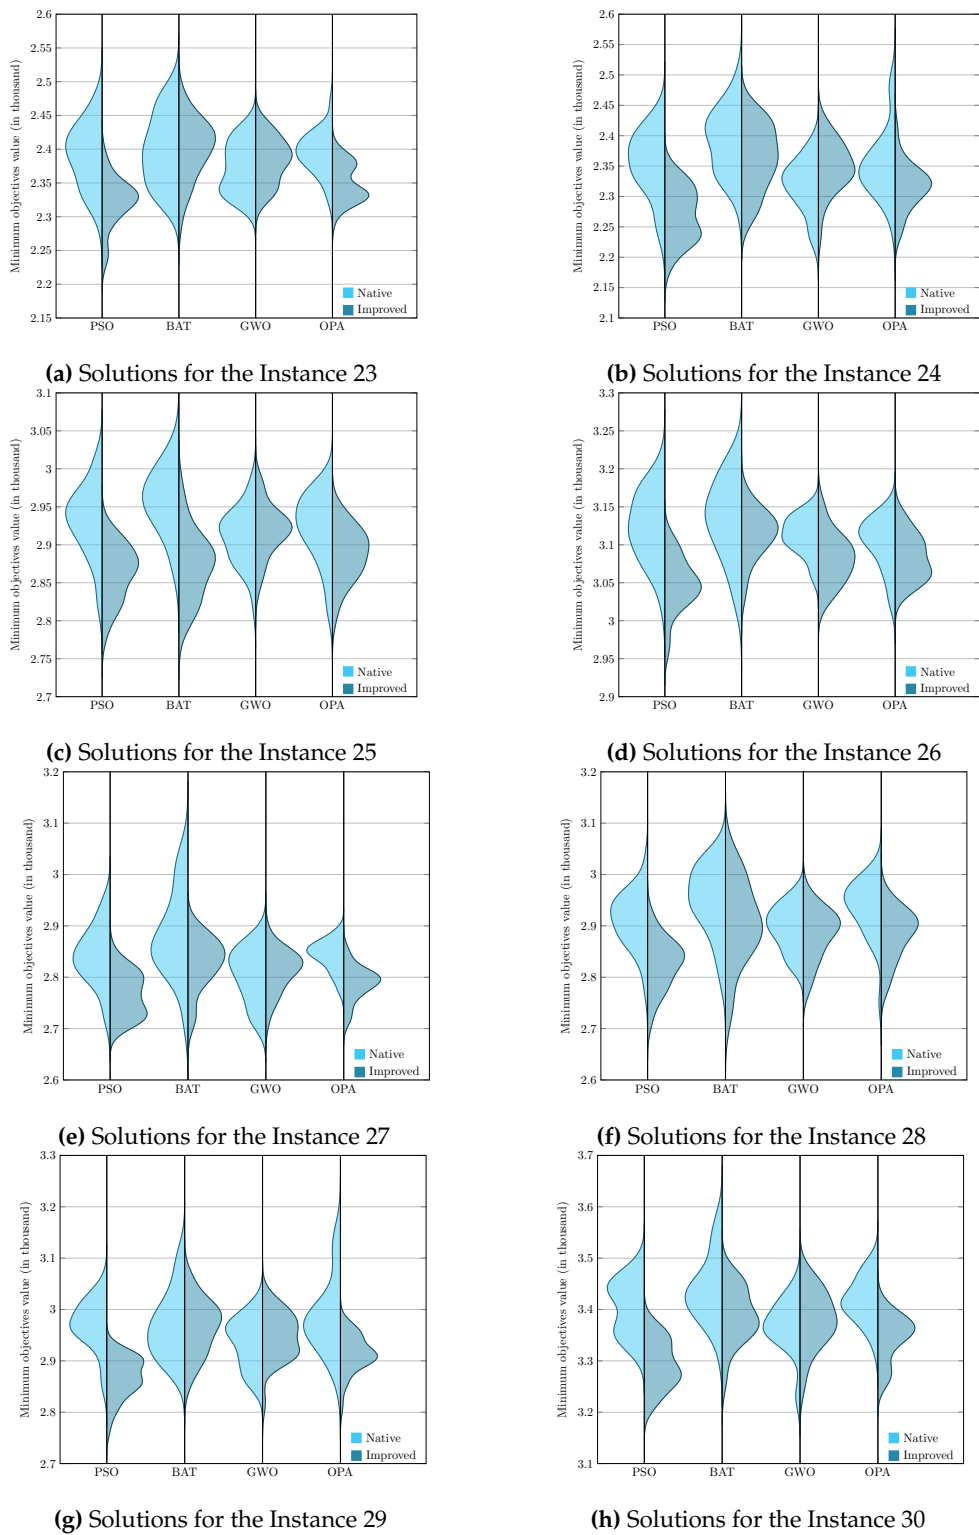 Minimum objectives value (in thousand)
2.6
2.55
2.5
2.45
2.4
2.35
2.3
2.25
2.2
2.15
PSO BAT GWO OPA
Native
Improved
(a) Solutions for the Instance 23
Minimum objectives value (in thousand)
2.6
2.55
2.5
2.45
2.4
2.35
2.3
2.25
2.2
2.15
2.1
PSO BAT GWO OPA
Native
Improved
(b) Solutions for the Instance 24
Minimum objectives value (in thousand)
3.1
3.05
3
2.95
2.9
2.85
2.8
2.75
2.7
PSO BAT GWO OPA
Native
Improved
(c) Solutions for the Instance 25
Minimum objectives value (in thousand)
3.3
3.25
3.2
3.15
3.1
3.05
3
2.95
2.9
PSO BAT GWO OPA
Native
Improved
(d) Solutions for the Instance 26
Minimum objectives value (in thousand)
3.2
3.1
3
2.9
2.8
2.7
2.6
PSO BAT GWO OPA
Native
Improved
(e) Solutions for the Instance 27
Minimum objectives value (in thousand)
3.2
3.1
3
2.9
2.8
2.7
2.6
PSO BAT GWO OPA
Native
Improved
(f) Solutions for the Instance 28
Minimum objectives value (in thousand)
3.3
3.2
3.1
3
2.9
2.8
2.7
PSO BAT GWO OPA
Native
Improved
(g) Solutions for the Instance 29
Minimum objectives value (in thousand)
3.7
3.6
3.5
3.4
3.3
3.2
3.1
PSO BAT GWO OPA
Native
Improved
(h) Solutions for the Instance 30